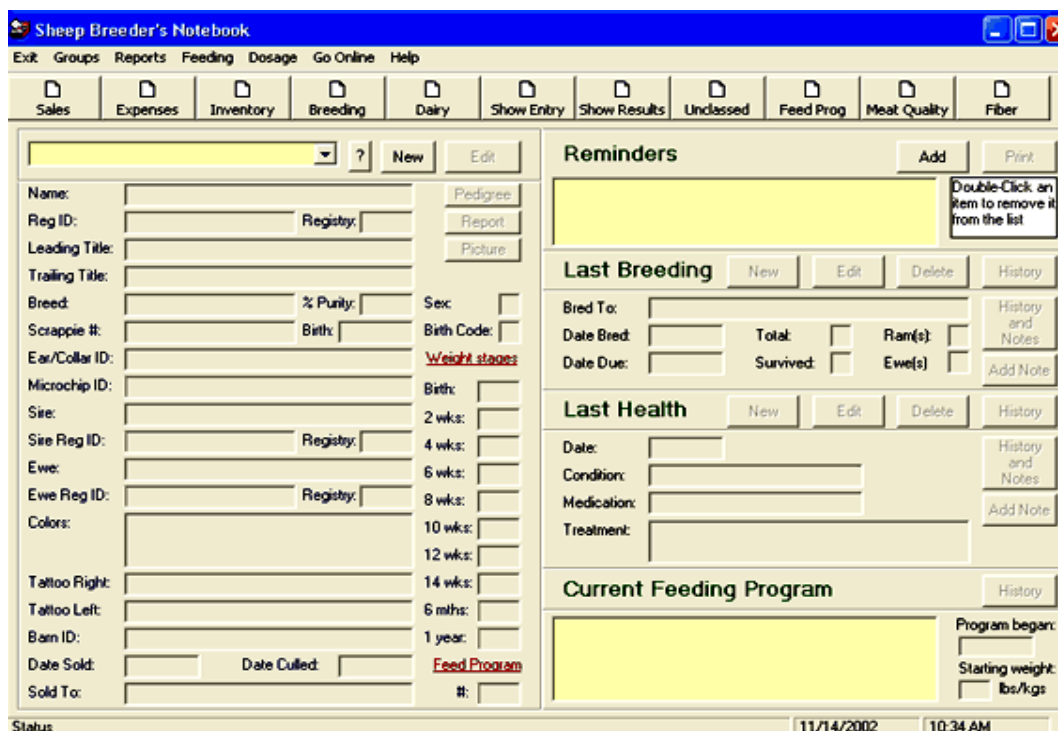 Sheep Breeder's Notebook
Exit Groups Reports Feeding Dosage Go Online Help
Sales Expenses Inventory Breeding Dairy Show Entry Show Results Unclassed Feed Prog Meat Quality Fiber
? New Edit
Name: Pedigree
Reg ID: Registry: Report
Leading Title: Picture
Trailing Title:
Breed: % Purity: Sex:
Scrappie #: Birth: Birth Code:
Ear/Collar ID: Weight stages
Microchip ID: Birth:
Sire: 2 wks:
Sire Reg ID: Registry: 4 wks:
Ewe: 6 wks:
Ewe Reg ID: Registry: 8 wks:
Colors: 10 wks:
12 wks:
Tattoo Right: 14 wks:
Tattoo Left: 6 mths:
Barn ID: 1 year:
Date Sold: Date Culled: Feed Program
Sold To: #:
Reminders Add Print
Double-Click an
item to remove it
from the list
Last Breeding New Edit Delete History
Bred To: History
and
Notes
Date Bred: Total: Ram(s):
Date Due: Survived: Ewe(s) Add Note
Last Health New Edit Delete History
Date: History
and
Notes
Condition:
Medication: Add Note
Treatment:
Current Feeding Program History
Program began:
Starting weight:
lbs/kgs
Status 11/14/2002 10:34 AM